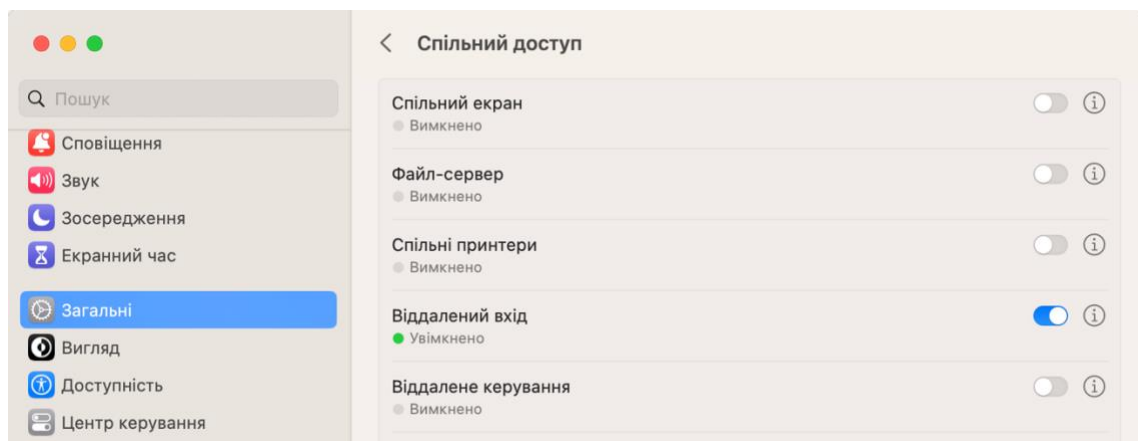 Спільний доступ
Пошук
Сповіщення
Звук
Зосередження
Екранний час
Загальні
Вигляд
Доступність
Центр керування
Спільний екран
Вимкнено
Файл-сервер
Вимкнено
Спільні принтери
Вимкнено
Віддалений вхід
Увімкнено
Віддалене керування
Вимкнено